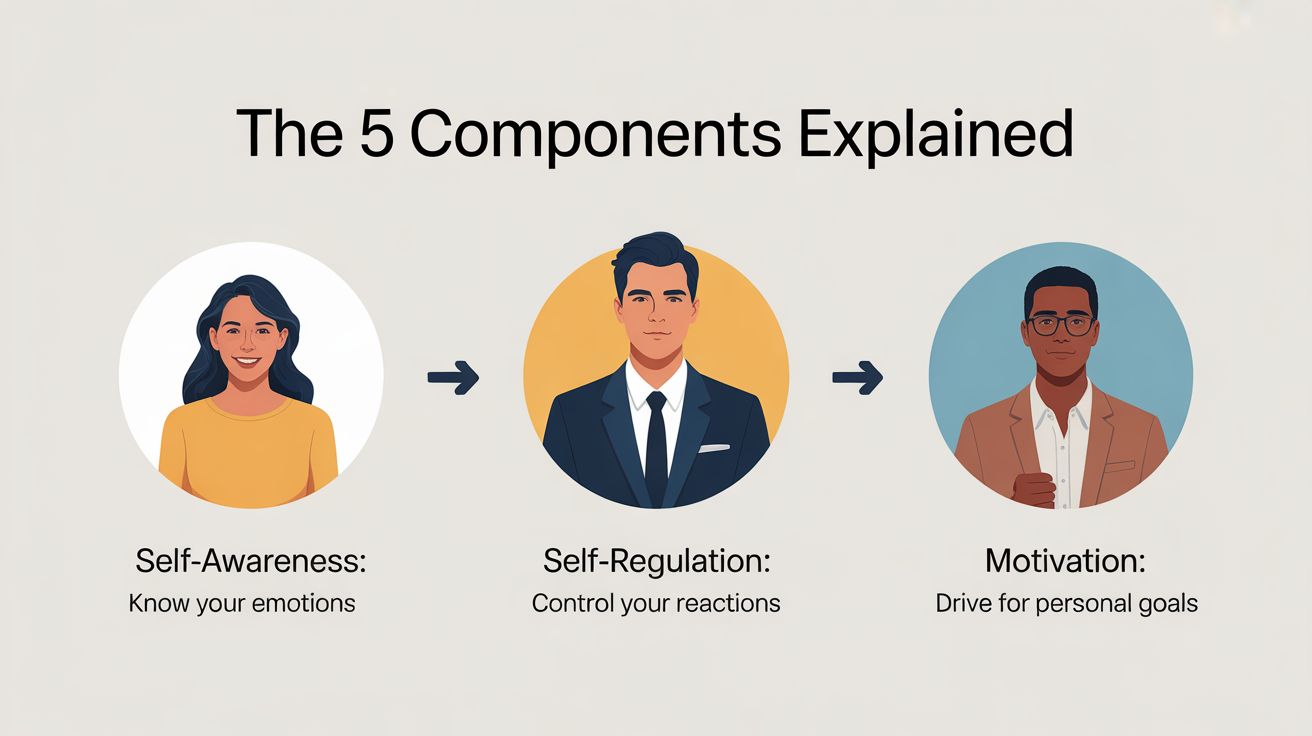 The 5 Components Explained
Self-Awareness:
Know your emotions
Self-Regulation:
Control your reactions
Motivation:
Drive for personal goals